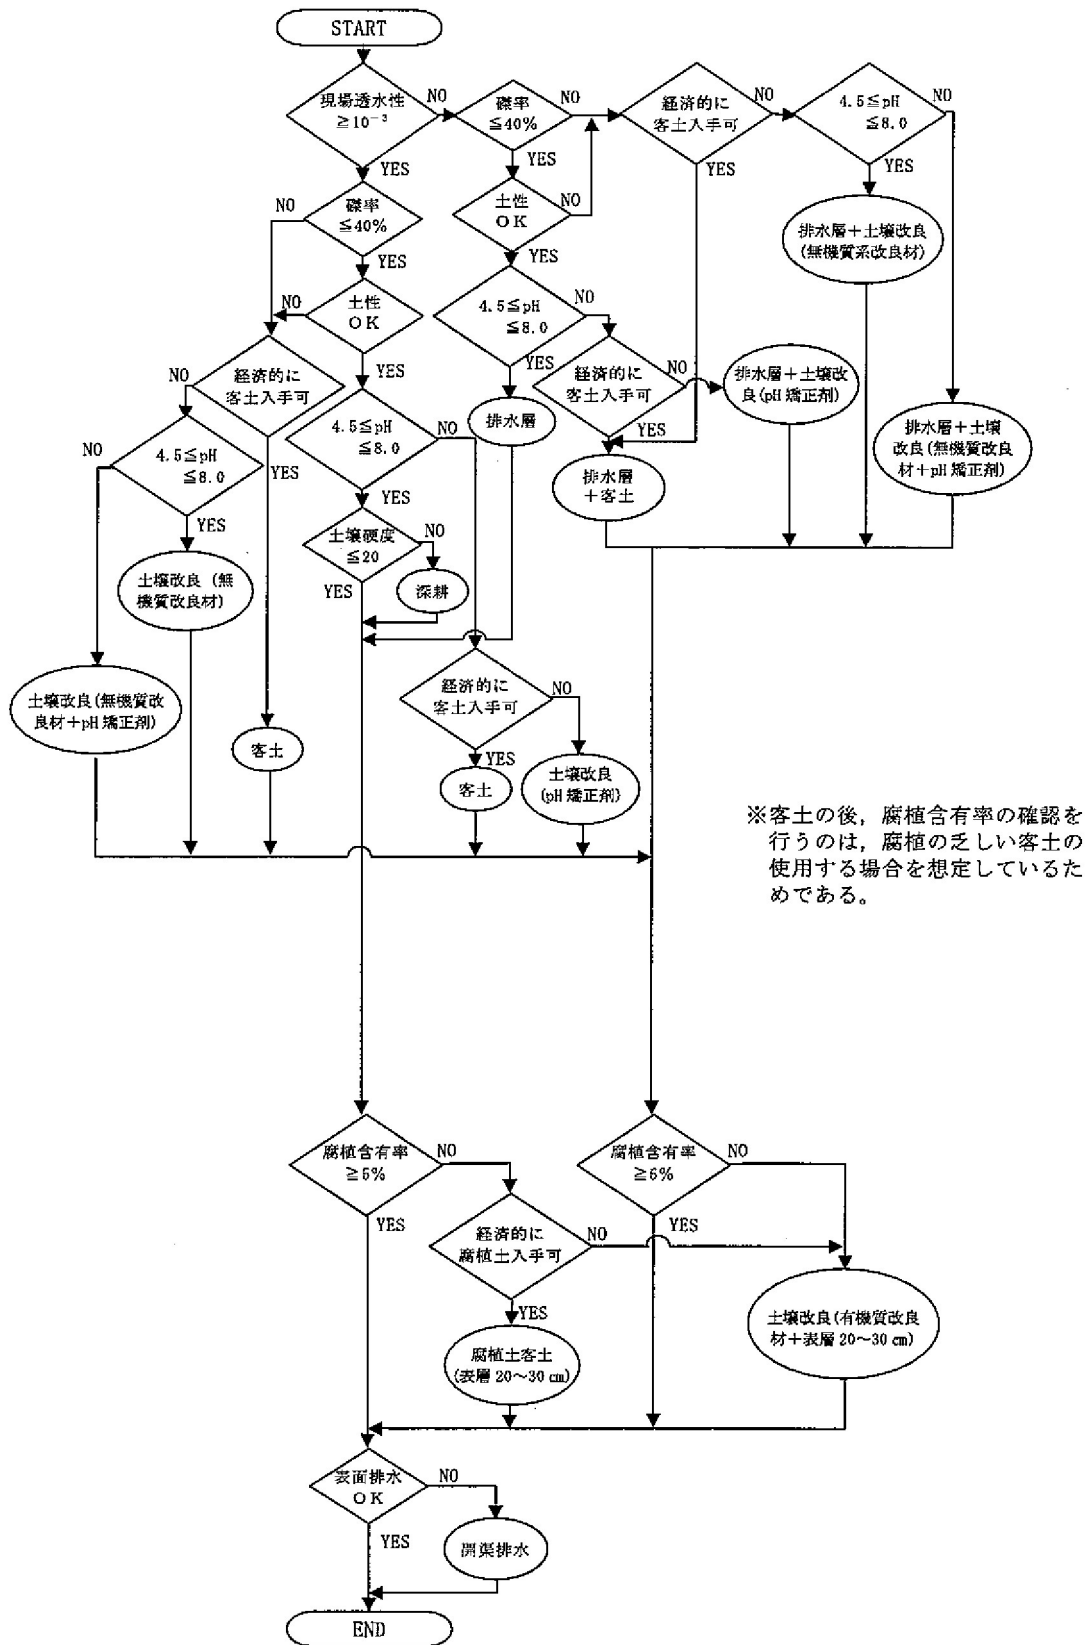 START
現場透水性
≧10⁻³
NO
YES
礫率
≦40%
NO
YES
経済的に
客土入手可
NO
YES
4.5≦pH
≦8.0
NO
YES
礫率
≦40%
NO
YES
土性
OK
NO
YES
排水層+土壌改良
(無機質系改良材)
土性
OK
NO
YES
4.5≦pH
≦8.0
NO
YES
経済的に
客土入手可
NO
YES
4.5≦pH
≦8.0
NO
YES
排水層
経済的に
客土入手可
NO
YES
排水層+土壌改
良(pH矯正剤)
排水層+土壌
改良(無機質改良
材+pH矯正剤)
4.5≦pH
≦8.0
NO
YES
排水層
+客土
土壌硬度
≦20
NO
YES
深耕
土壌改良 (無
機質改良材)
土壌改良(無機質改
良材+pH矯正剤)
客土
経済的に
客土入手可
NO
YES
客土
土壌改良
(pH矯正剤)
※客土の後，腐植含有率の確認を
行うのは，腐植の乏しい客土の
使用する場合を想定しているた
めである。
腐植含有率
≧5%
NO
YES
腐植含有率
≧6%
NO
YES
経済的に
腐植土入手可
NO
YES
土壌改良(有機質改良
材+表層20～30㎝)
腐植土客土
(表層20～30㎝)
表面排水
OK
NO
YES
開渠排水
END